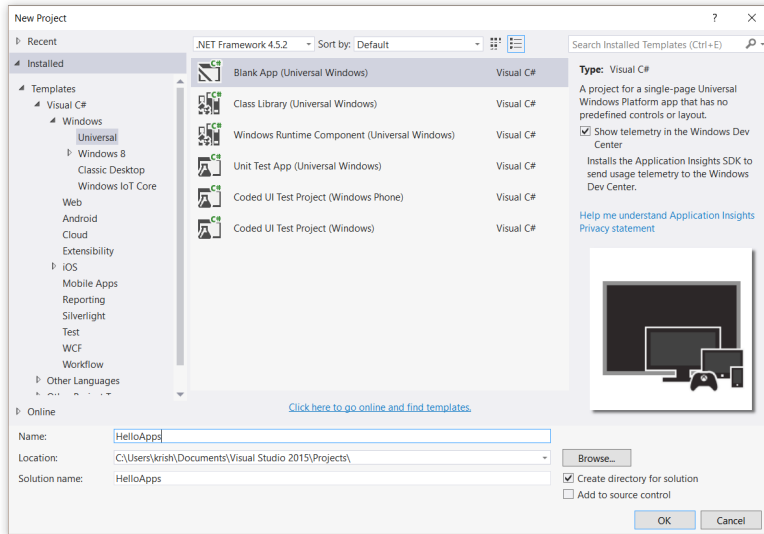 New Project
?
Recent
Installed
.NET Framework 4.5.2
Sort by:
Default
Search Installed Templates (Ctrl+E)
Templates
Visual C#
Windows
Universal
Windows 8
Classic Desktop
Windows IoT Core
Web
Android
Cloud
Extensibility
iOS
Mobile Apps
Reporting
Silverlight
Test
WCF
Workflow
Other Languages
Online
C# Blank App (Universal Windows) Visual C#
C# Class Library (Universal Windows) Visual C#
C# Windows Runtime Component (Universal Windows) Visual C#
C# Unit Test App (Universal Windows) Visual C#
C# Coded UI Test Project (Windows Phone) Visual C#
C# Coded UI Test Project (Windows) Visual C#
Click here to go online and find templates.
Type: Visual C#
A project for a single-page Universal
Windows Platform app that has no
predefined controls or layout.
Show telemetry in the Windows Dev
Center
Installs the Application Insights SDK to
send usage telemetry to the Windows
Dev Center.
Help me understand Application Insights
Privacy statement
Name: HelloApps
Location: C:\Users\krish\Documents\Visual Studio 2015\Projects\
Browse...
Solution name: HelloApps
Create directory for solution
Add to source control
OK
Cancel